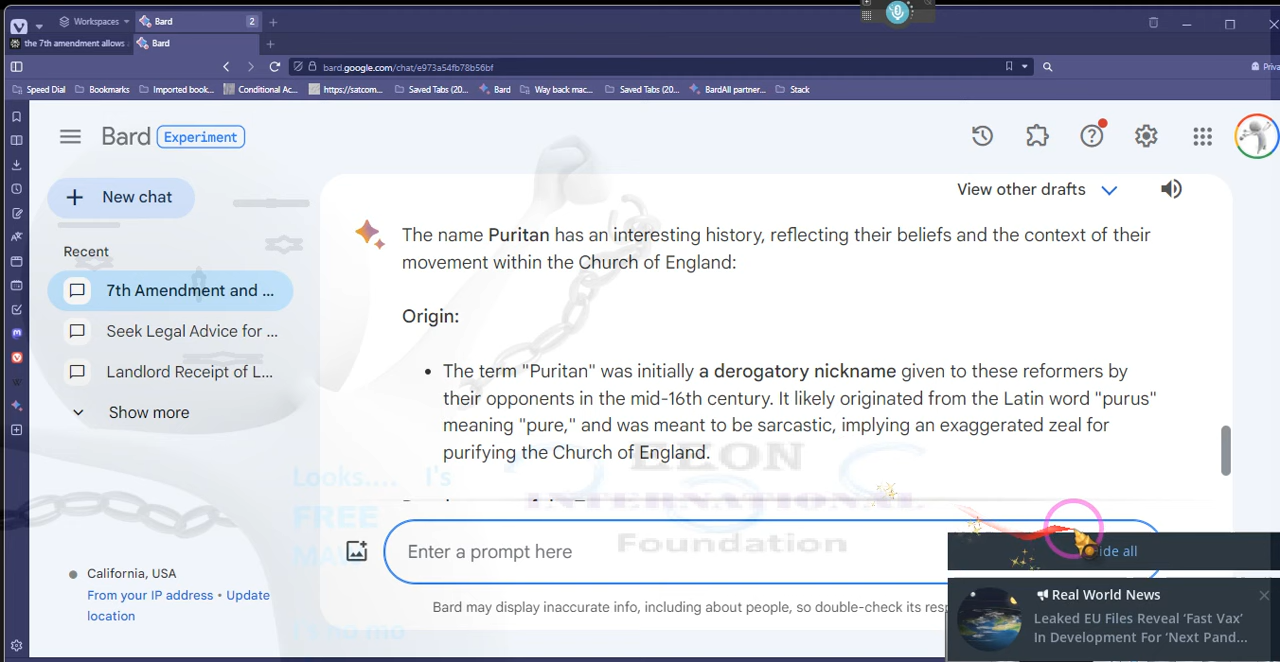 Workspaces
Bard
2
the 7th amendment allows
Bard
bard.google.com/chat/e973a54fb78b56bf
Priva
Speed Dial
Bookmarks
Imported book...
Conditional Ac...
https://satcom...
Saved Tabs (20...
Bard
Way back mac...
Saved Tabs (20...
BardAll partner...
Stack
Bard
Experiment
New chat
View other drafts
The name Puritan has an interesting history, reflecting their beliefs and the context of their
movement within the Church of England:
Recent
7th Amendment and ...
Origin:
Seek Legal Advice for ...
Landlord Receipt of L...
The term "Puritan" was initially a derogatory nickname given to these reformers by
their opponents in the mid-16th century. It likely originated from the Latin word "purus"
Show more
meaning "pure," and was meant to be sarcastic, implying an exaggerated zeal for
purifying the Church of England.
EEON
Looks.... I's
INTERNATIONAL
FREE
Foundation
Enter a prompt here
ide all
California, USA
From your IP address • Update
location
Bard may display inaccurate info, including about people, so double-check its resp
Real World News
Leaked EU Files Reveal ‘Fast Vax’
In Development For ‘Next Pand...